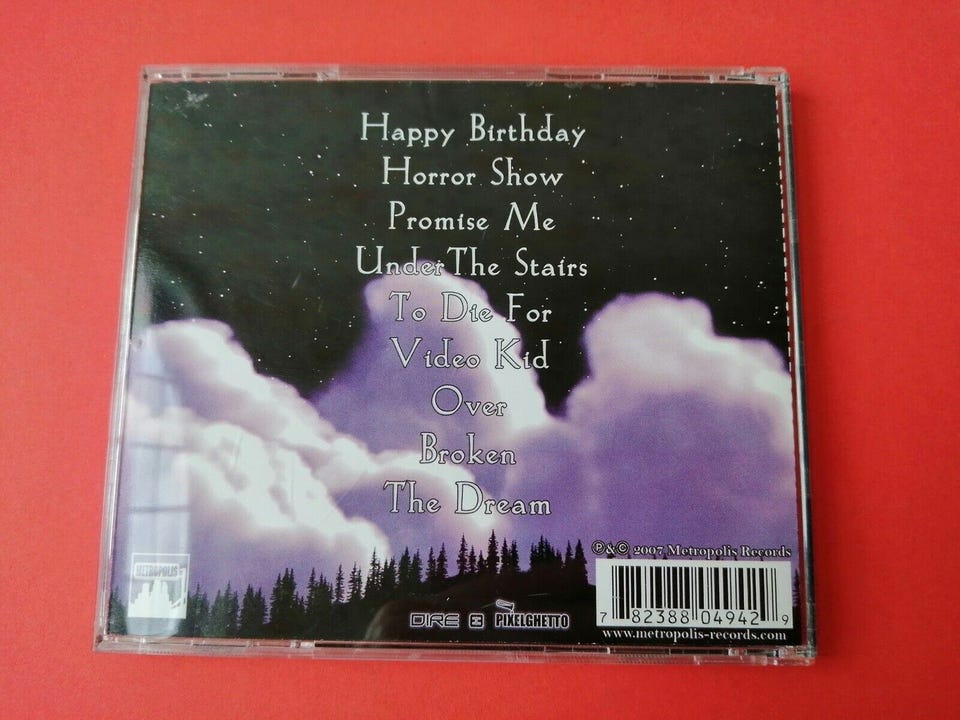 Happy Birthday
Horror Show
Promise Me
Under The Stairs
To Die For
Video Kid
Over
Broken
The Dream
℗&© 2007 Metropolis Records
METROPOLIS
DIRE
PIXELGHETTO
7 82388 04942 9
www.metropolis-records.com